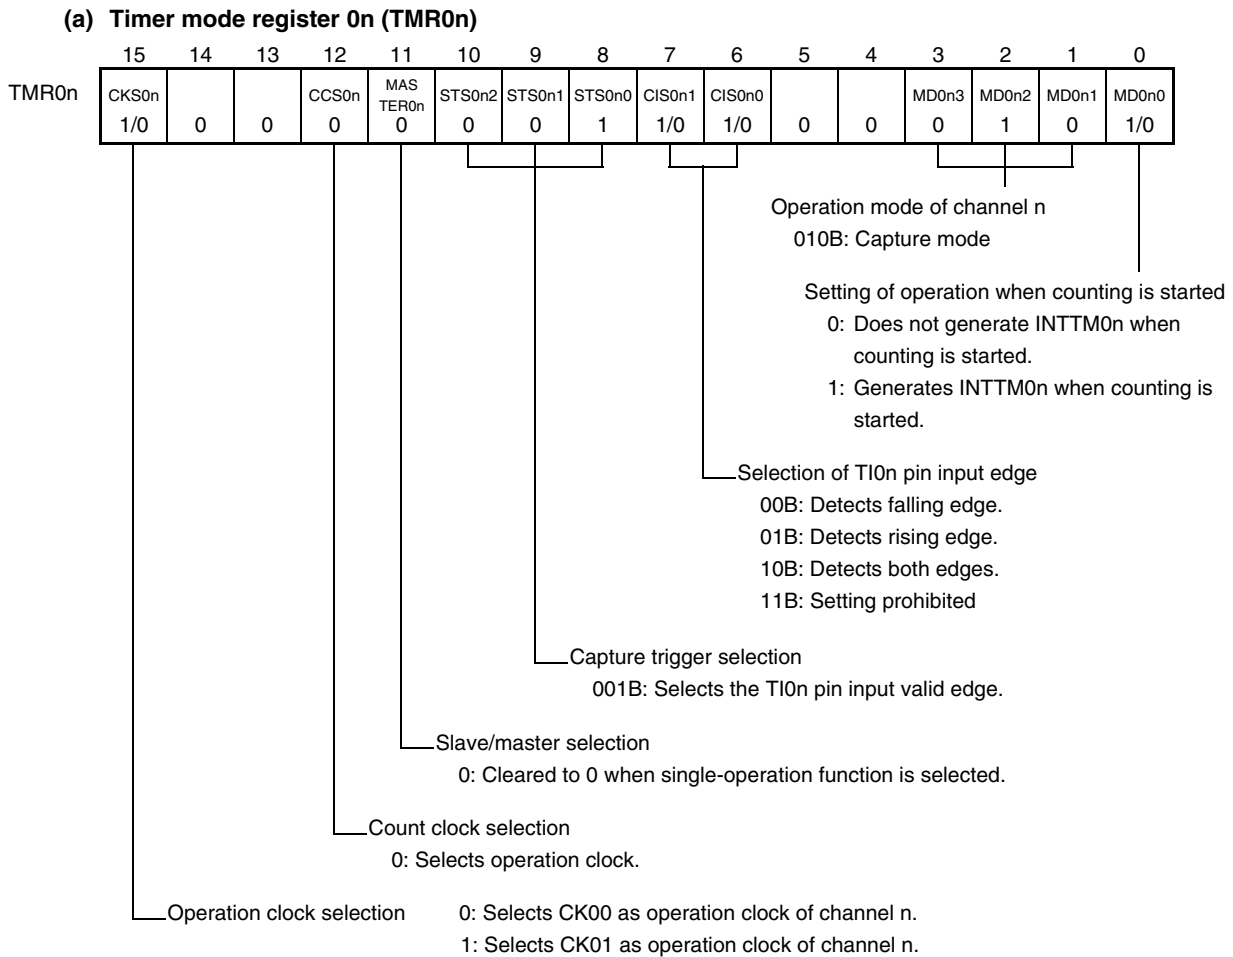 (a) Timer mode register 0n (TMR0n)
15 14 13 12 11 10 9 8 7 6 5 4 3 2 1 0
TMR0n CKS0n CCS0n MAS TER0n STS0n2 STS0n1 STS0n0 CIS0n1 CIS0n0 MD0n3 MD0n2 MD0n1 MD0n0
1/0 0 0 0 0 0 0 1 1/0 1/0 0 0 0 1 0 1/0
Operation mode of channel n
010B: Capture mode
Setting of operation when counting is started
0: Does not generate INTTM0n when
counting is started.
1: Generates INTTM0n when counting is
started.
Selection of TI0n pin input edge
00B: Detects falling edge.
01B: Detects rising edge.
10B: Detects both edges.
11B: Setting prohibited
Capture trigger selection
001B: Selects the TI0n pin input valid edge.
Slave/master selection
0: Cleared to 0 when single-operation function is selected.
Count clock selection
0: Selects operation clock.
Operation clock selection 0: Selects CK00 as operation clock of channel n.
1: Selects CK01 as operation clock of channel n.